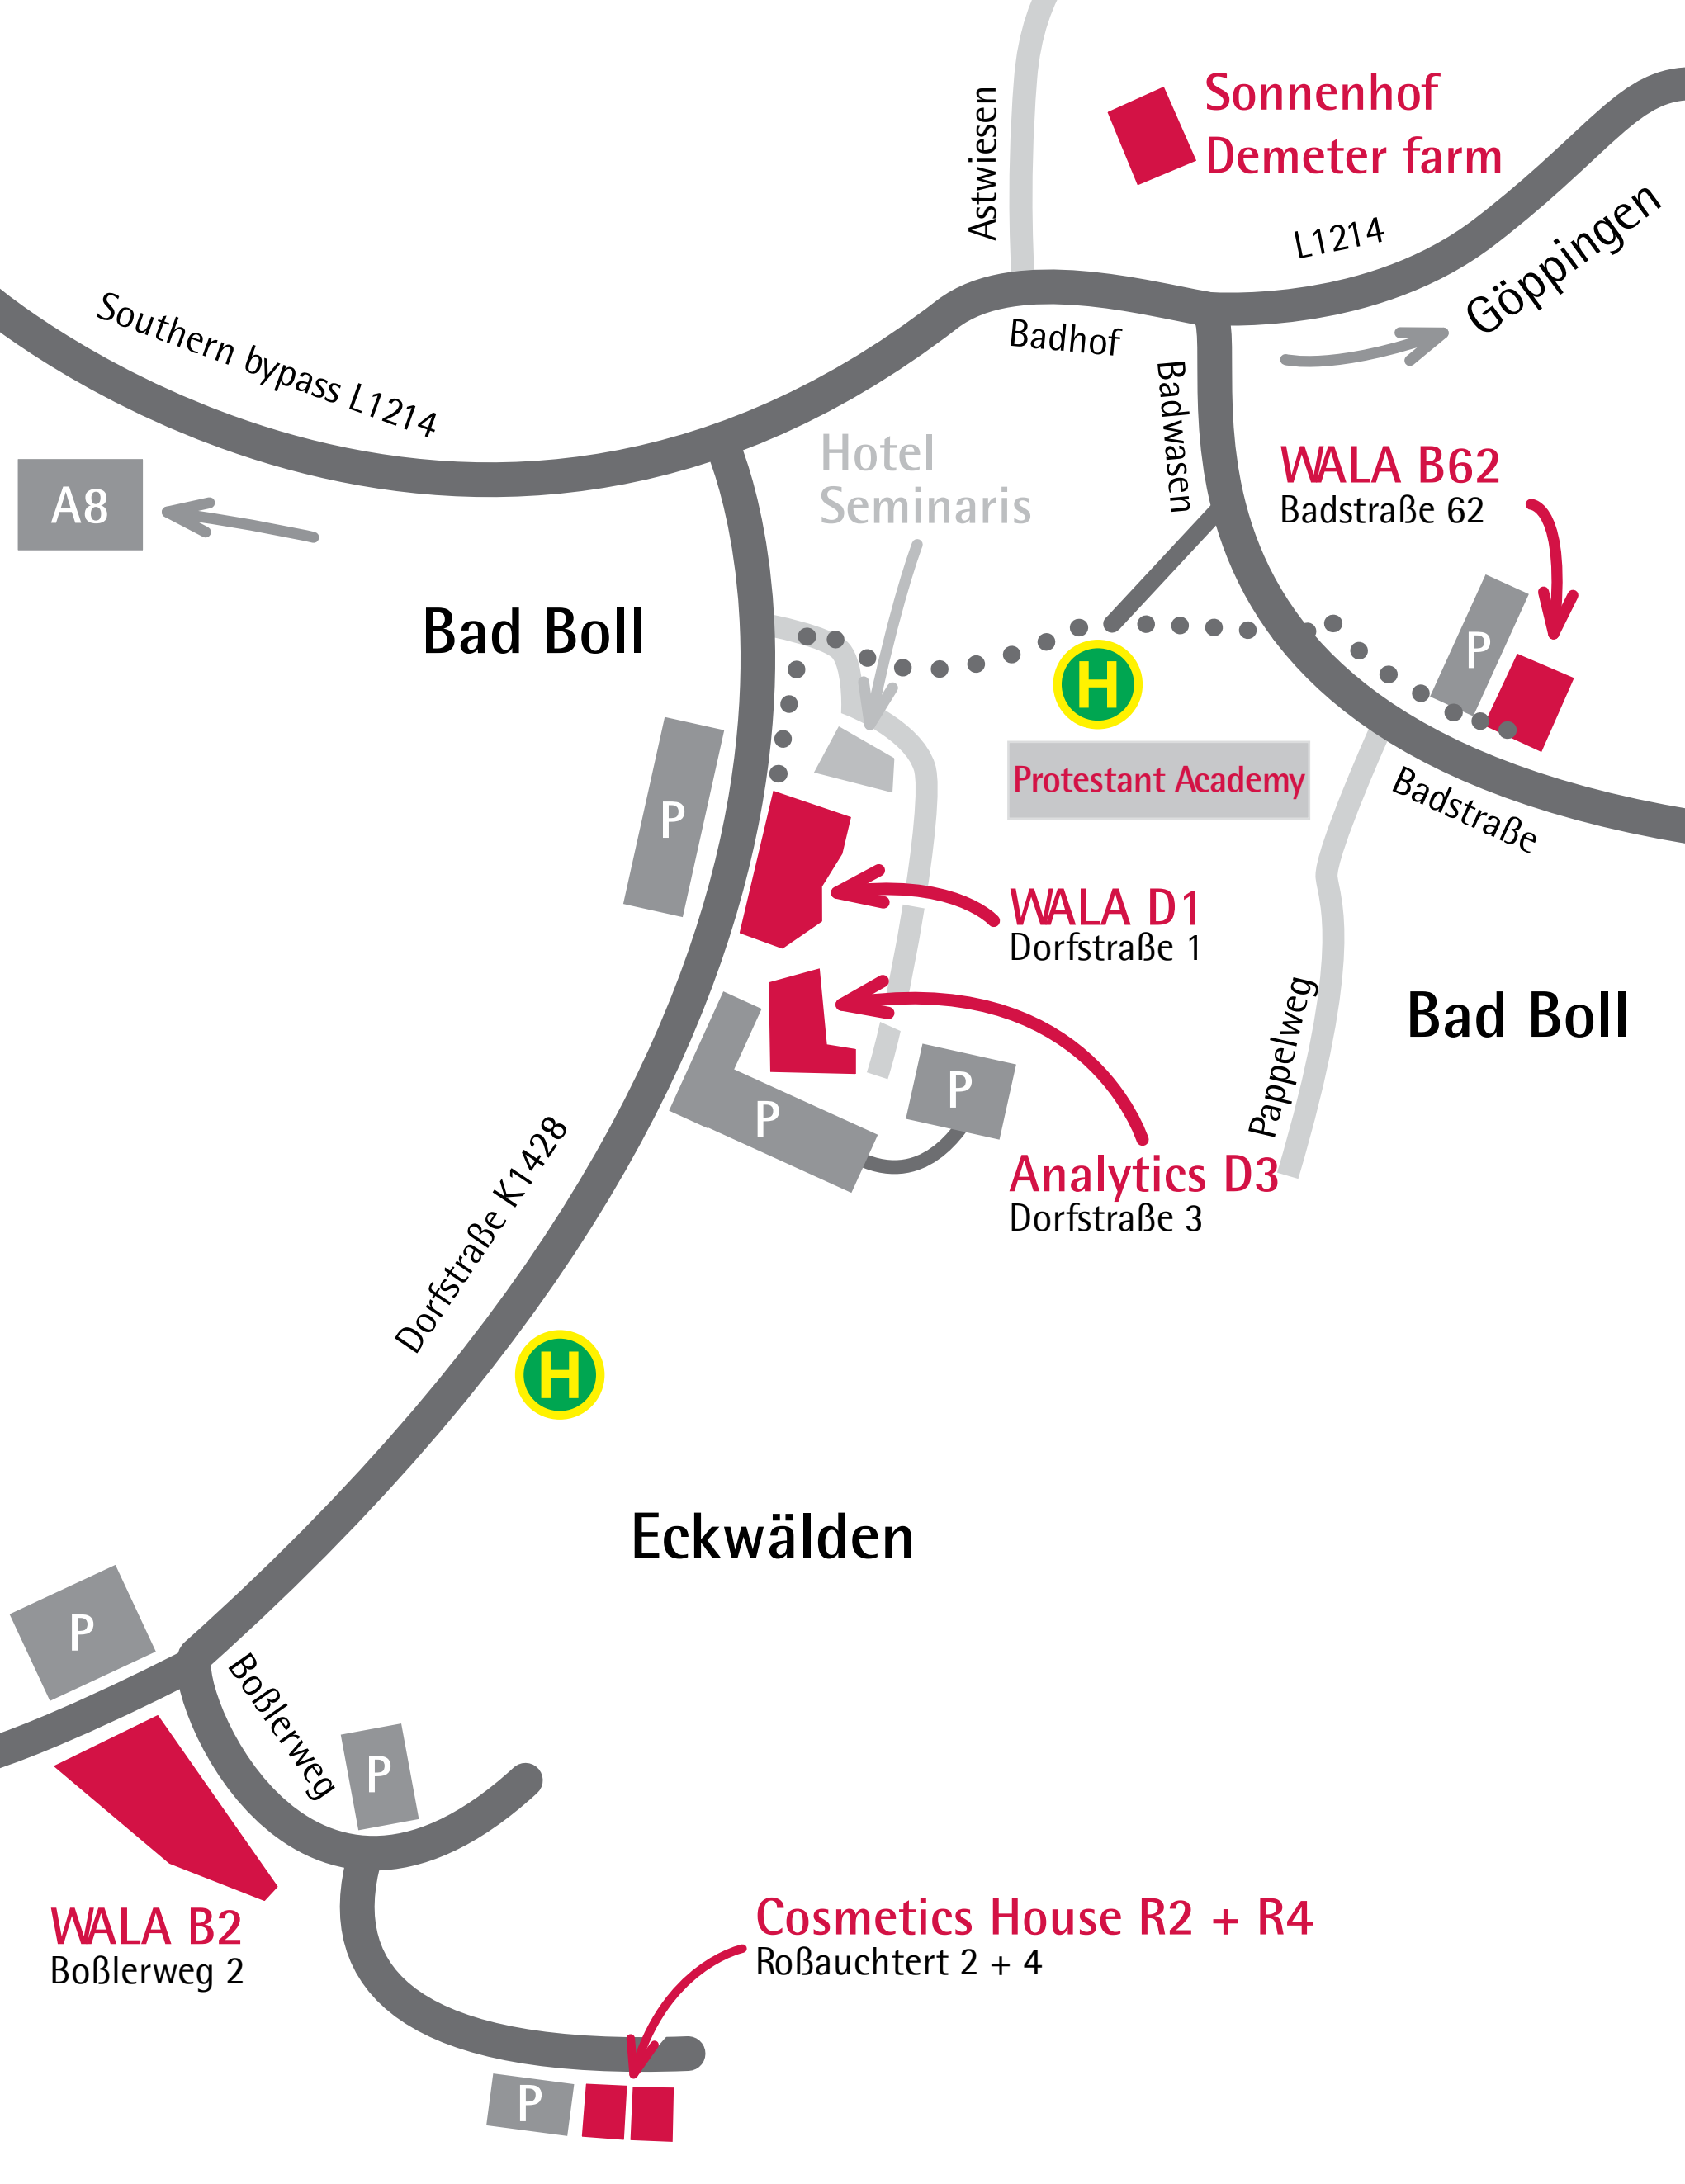 Sonnenhof
Demeter farm
Astwiesen
L1214
Göppingen
Southern bypass L1214
Badhof
Badwasen
A8
Hotel
Seminaris
WALA B62
Badstraße 62
Bad Boll
P
H
Protestant Academy
Badstraße
P
WALA D1
Dorfstraße 1
Bad Boll
Pappelweg
P
P
Analytics D3
Dorfstraße 3
Dorfstraße K1428
H
Eckwälden
P
Boßlerweg
P
WALA B2
Boßlerweg 2
Cosmetics House R2 + R4
Roßauchtert 2 + 4
P